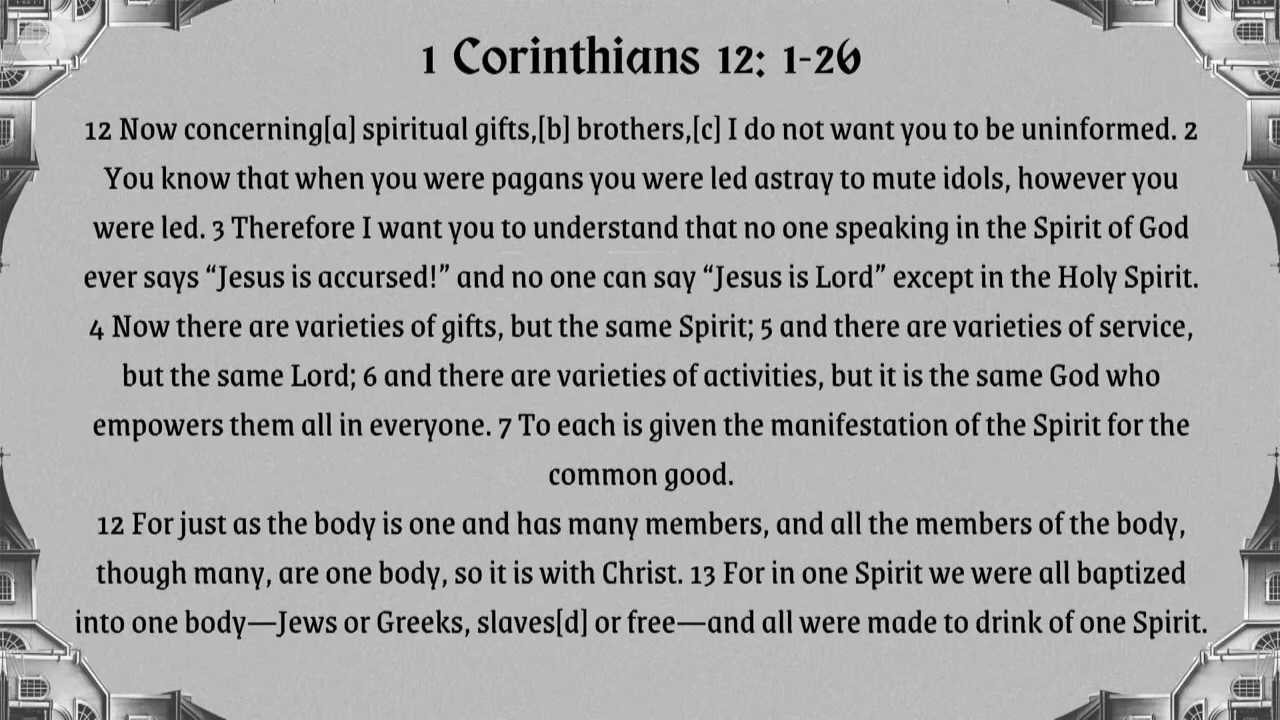 1 Corinthians 12: 1-26
12 Now concerning[a] spiritual gifts,[b] brothers,[c] I do not want you to be uninformed. 2
You know that when you were pagans you were led astray to mute idols, however you
were led. 3 Therefore I want you to understand that no one speaking in the Spirit of God
ever says “Jesus is accursed!” and no one can say “Jesus is Lord” except in the Holy Spirit.
4 Now there are varieties of gifts, but the same Spirit; 5 and there are varieties of service,
but the same Lord; 6 and there are varieties of activities, but it is the same God who
empowers them all in everyone. 7 To each is given the manifestation of the Spirit for the
common good.
12 For just as the body is one and has many members, and all the members of the body,
though many, are one body, so it is with Christ. 13 For in one Spirit we were all baptized
into one body—Jews or Greeks, slaves[d] or free—and all were made to drink of one Spirit.